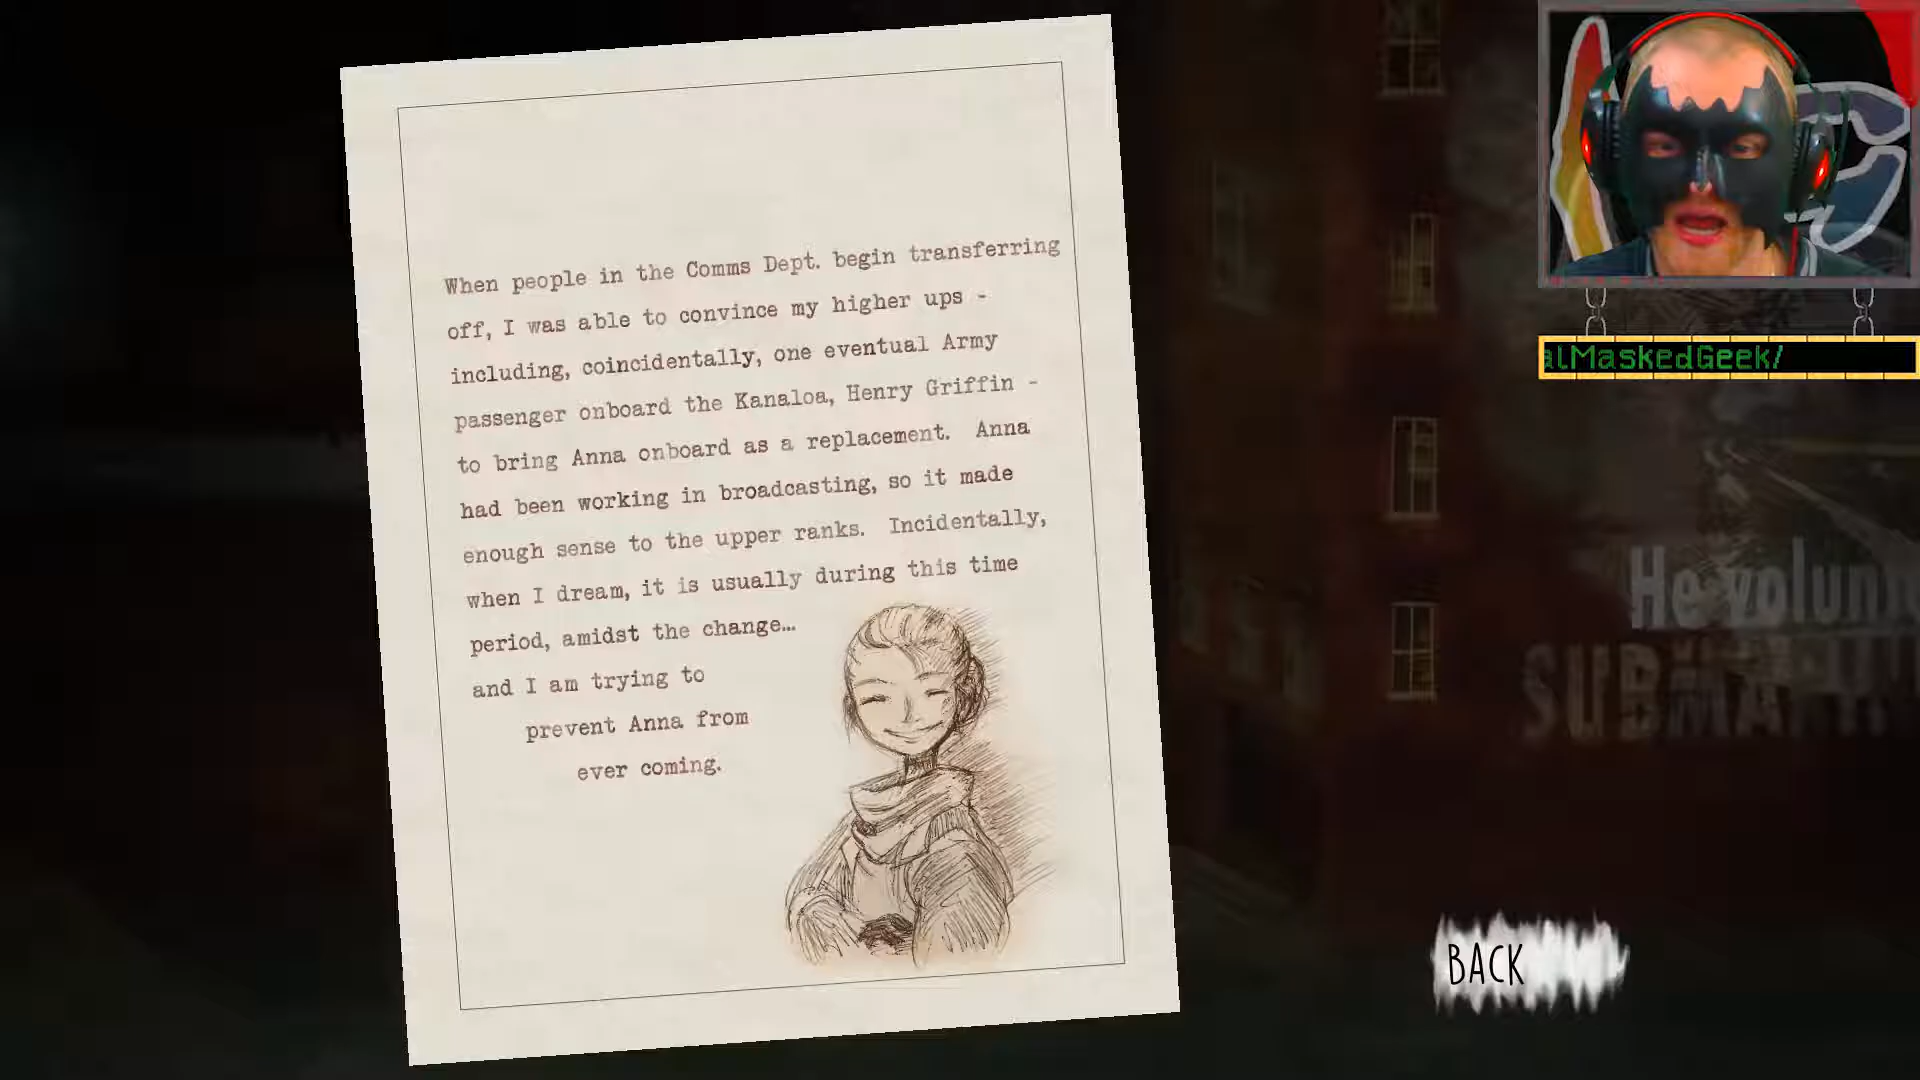 When people in the Comms Dept. begin transferring
off, I was able to convince my higher ups -
including, coincidentally, one eventual Army
passenger onboard the Kanaloa, Henry Griffin -
to bring Anna onboard as a replacement. Anna
had been working in broadcasting, so it made
enough sense to the upper ranks. Incidentally,
when I dream, it is usually during this time
period, amidst the change...
and I am trying to
prevent Anna from
ever coming.
alMaskedGeek/
He volun
SUBMA
BACK